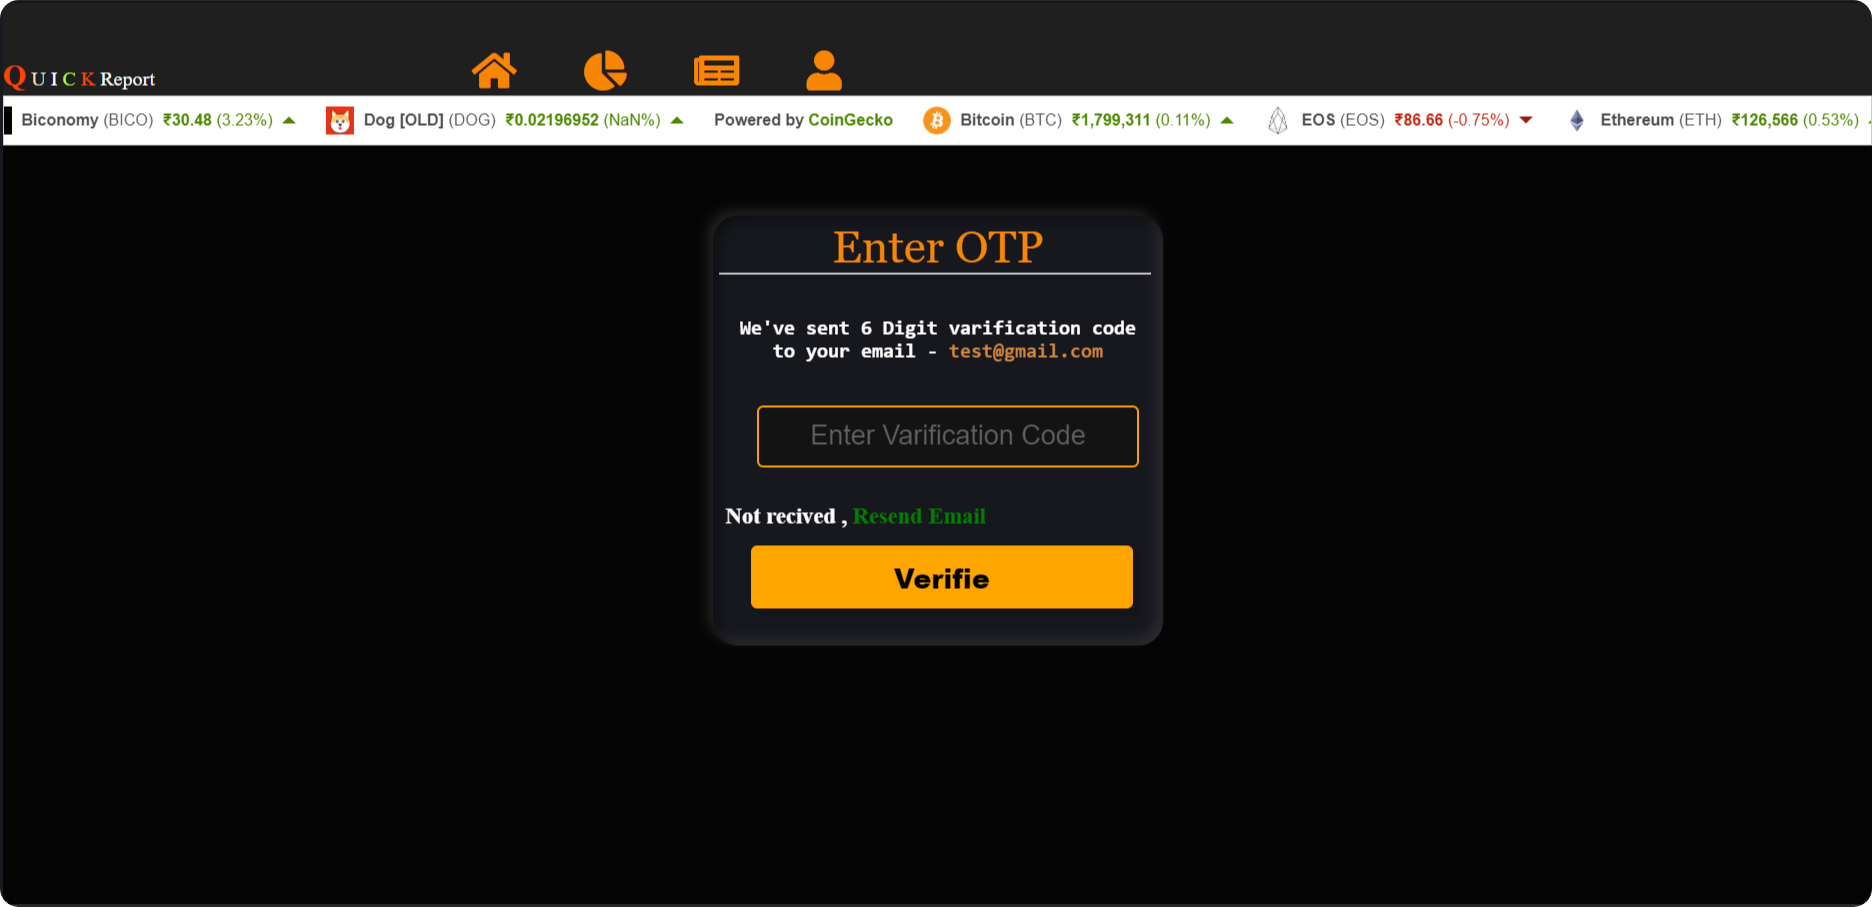 QUICK Report
Biconomy (BICO) ₹30.48 (3.23%) Dog [OLD] (DOG) ₹0.02196952 (NaN%) Powered by CoinGecko Bitcoin (BTC) ₹1,799,311 (0.11%) EOS (EOS) ₹86.66 (-0.75%) Ethereum (ETH) ₹126,566 (0.53%)
Enter OTP
We've sent 6 Digit varification code
to your email - test@gmail.com
Enter Varification Code
Not recived , Resend Email
Verifie